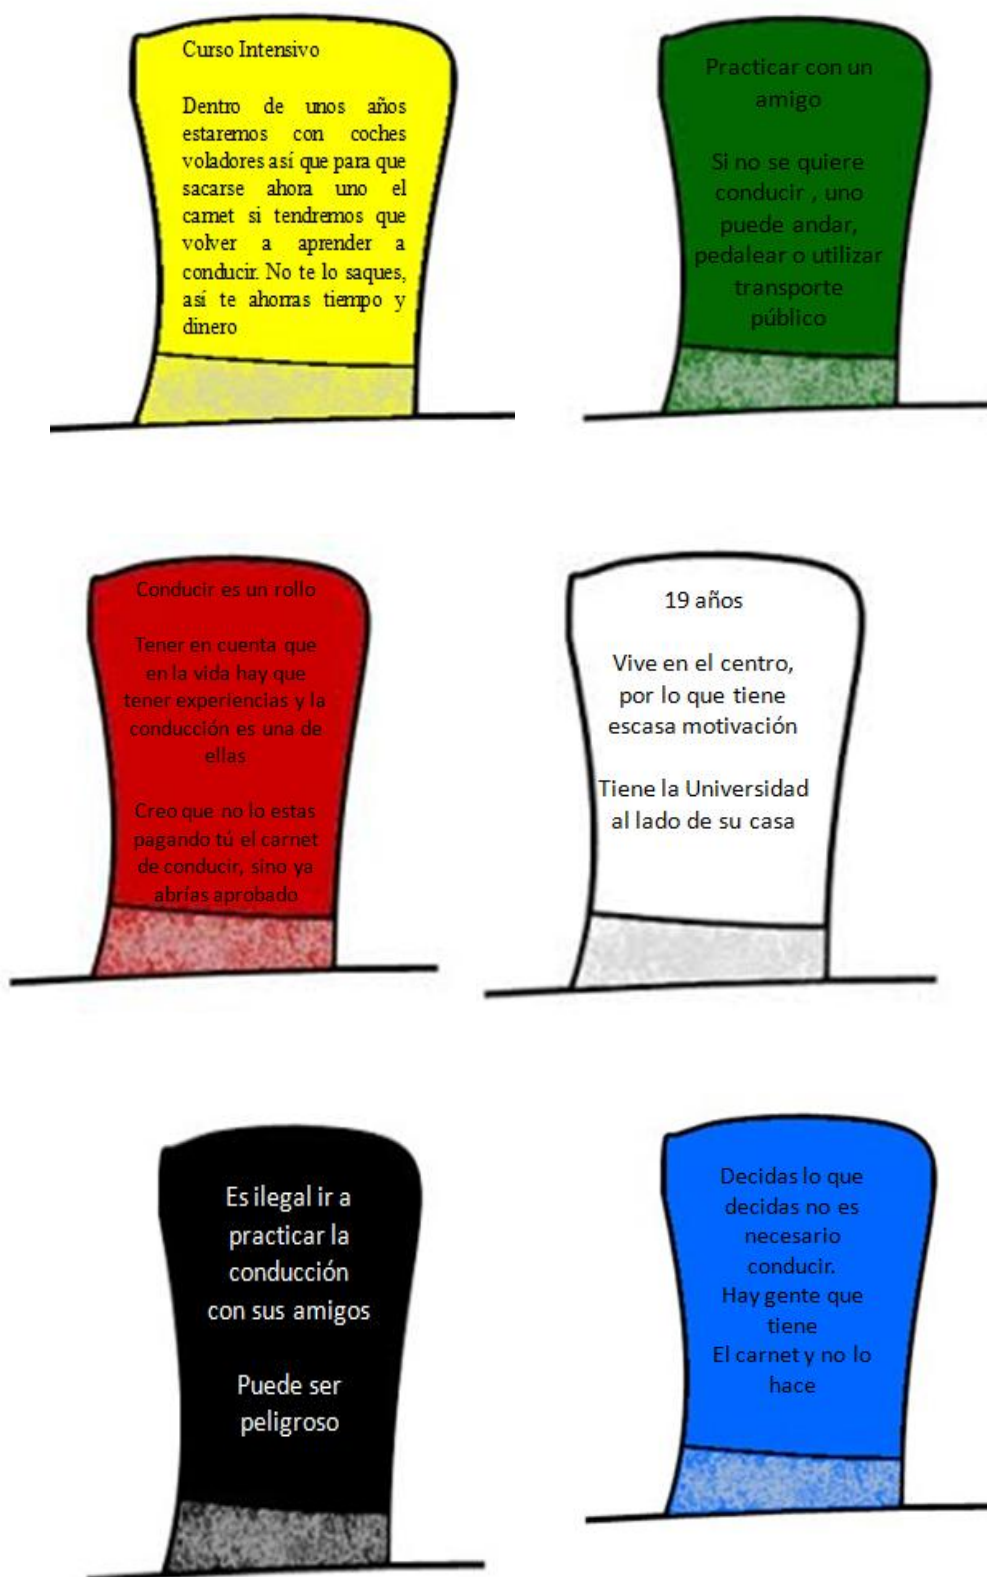 Curso Intensivo
Dentro de unos años
estaremos con coches
voladores así que para que
sacarse ahora uno el
carnet si tendremos que
volver a aprender a
conducir. No te lo saques,
así te ahorras tiempo y
dinero
Practicar con un
amigo
Si no se quiere
conducir , uno
puede andar,
pedalear o utilizar
transporte
público
Conducir es un rollo
Tener en cuenta que
en la vida hay que
tener experiencias y la
conducción es una de
ellas
Creo que no lo estas
pagando tú el carnet
de conducir, sino ya
abrías aprobado
19 años
Vive en el centro,
por lo que tiene
escasa motivación
Tiene la Universidad
al lado de su casa
Es ilegal ir a
practicar la
conducción
con sus amigos
Puede ser
peligroso
Decidas lo que
decidas no es
necesario
conducir.
Hay gente que
tiene
El carnet y no lo
hace